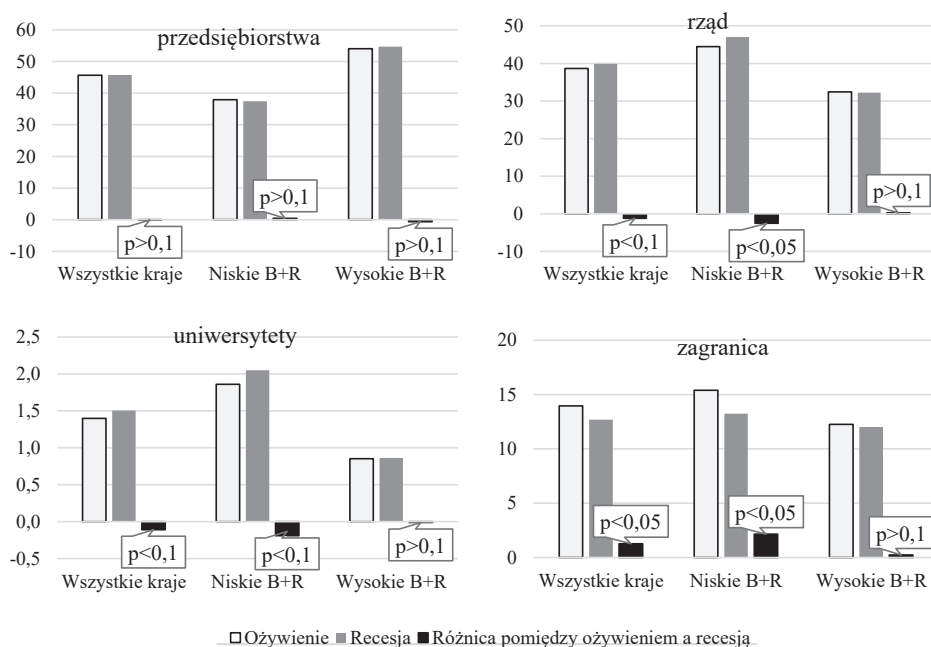 przedsiębiorstwa
60
50
40
30
20
10
0
-10
p>0,1
p>0,1
p>0,1
Wszystkie kraje Niskie B+R Wysokie B+R
rząd
50
40
30
20
10
0
-10
p<0,1
p<0,05
p>0,1
Wszystkie kraje Niskie B+R Wysokie B+R
uniwersytety
2,5
2,0
1,5
1,0
0,5
0,0
-0,5
p<0,1
p<0,1
p>0,1
Wszystkie kraje Niskie B+R Wysokie B+R
zagranica
20
15
10
5
0
p<0,05
p<0,05
p>0,1
Wszystkie kraje Niskie B+R Wysokie B+R
Ożywienie Recesja Różnica pomiędzy ożywieniem a recesją